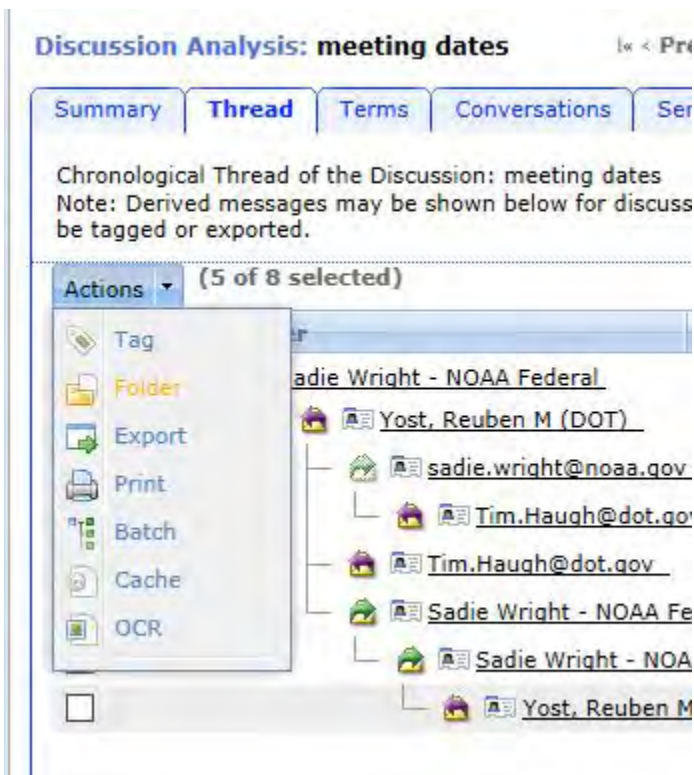 Discussion Analysis: meeting dates |« < Pre
Summary Thread Terms Conversations Ser
Chronological Thread of the Discussion: meeting dates
Note: Derived messages may be shown below for discuss
be tagged or exported.
Actions (5 of 8 selected)
Tag
Folder
Export
Print
Batch
Cache
OCR
adie Wright - NOAA Federal
Yost, Reuben M (DOT)
sadie.wright@noaa.gov
Tim.Haugh@dot.gov
Tim.Haugh@dot.gov
Sadie Wright - NOAA Fe
Sadie Wright - NOA
Yost, Reuben M